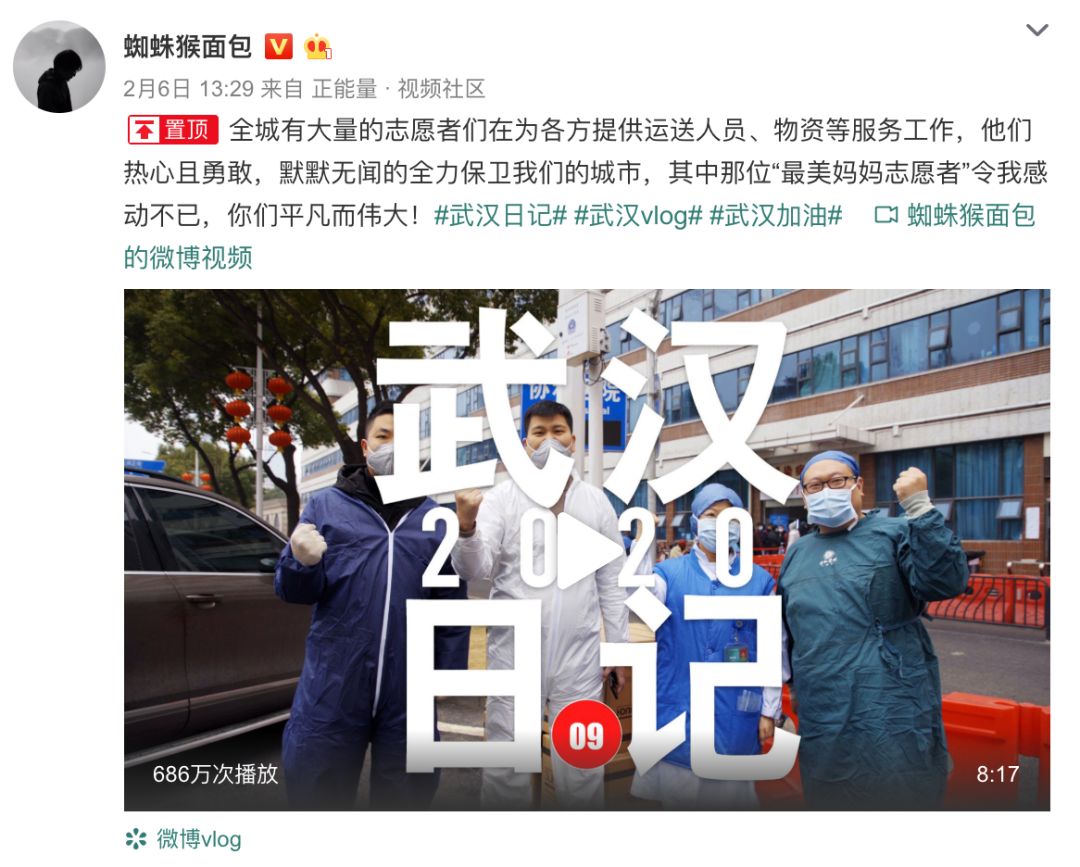 蜘蛛猴面包
2月6日 13:29 来自 正能量 · 视频社区
置顶 全城有大量的志愿者们在为各方提供运送人员、物资等服务工作，他们
热心且勇敢，默默无闻的全力保卫我们的城市，其中那位“最美妈妈志愿者”令我感
动不已，你们平凡而伟大！#武汉日记# #武汉vlog# #武汉加油# 蜘蛛猴面包
的微博视频
武汉
2020
日记
09
686万次播放
8:17
微博vlog